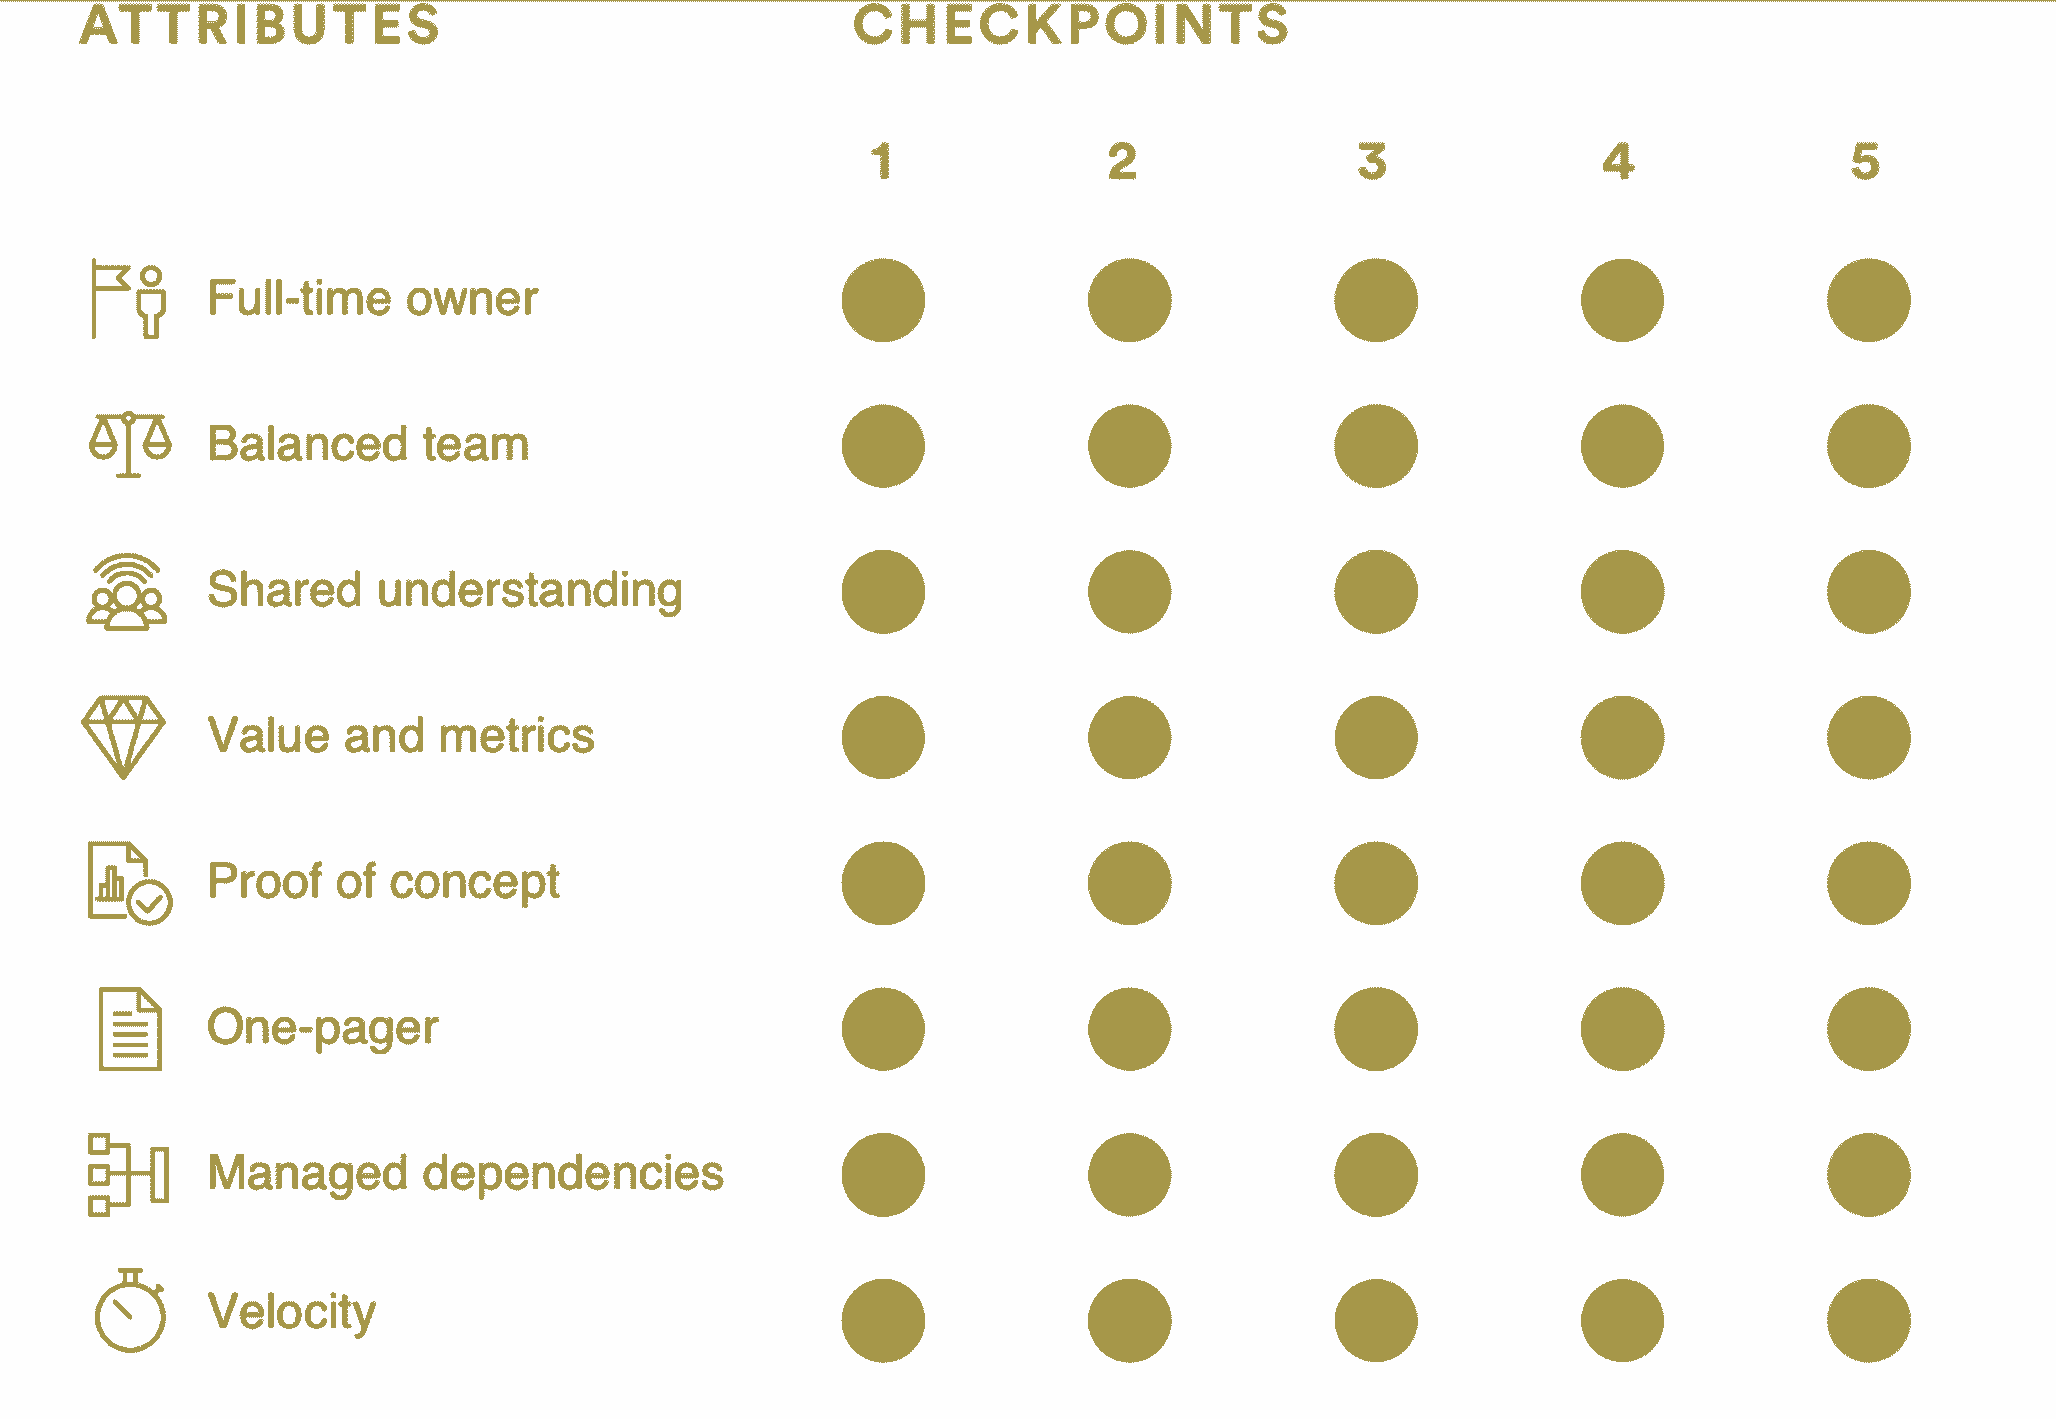 ATTRIBUTES CHECKPOINTS
1 2 3 4 5
Full-time owner
Balanced team
Shared understanding
Value and metrics
Proof of concept
One-pager
Managed dependencies
Velocity